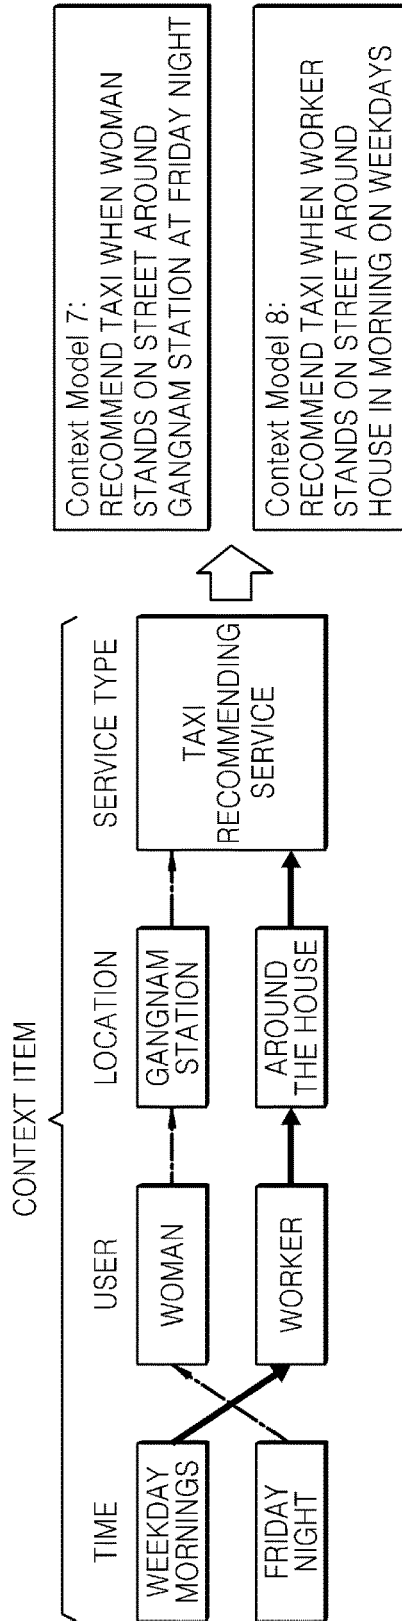 CONTEXT ITEM
TIME
USER
LOCATION
SERVICE TYPE
WEEKDAY
MORNINGS
FRIDAY
NIGHT
WOMAN
WORKER
GANGNAM
STATION
AROUND
THE HOUSE
TAXI
RECOMMENDING
SERVICE
Context Model 7:
RECOMMEND TAXI WHEN WOMAN
STANDS ON STREET AROUND
GANGNAM STATION AT FRIDAY NIGHT
Context Model 8:
RECOMMEND TAXI WHEN WORKER
STANDS ON STREET AROUND
HOUSE IN MORNING ON WEEKDAYS